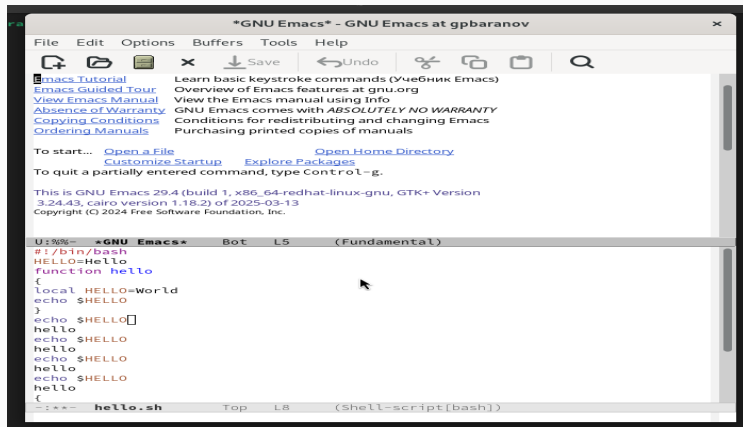 ra
*GNU Emacs* - GNU Emacs at gpbaranov
×
File Edit Options Buffers Tools Help
Save Undo
Emacs Tutorial Learn basic keystroke commands (Учебник Emacs)
Emacs Guided Tour Overview of Emacs features at gnu.org
View Emacs Manual View the Emacs manual using Info
Absence of Warranty GNU Emacs comes with ABSOLUTELY NO WARRANTY
Copying Conditions Conditions for redistributing and changing Emacs
Ordering Manuals Purchasing printed copies of manuals
To start... Open a File Open Home Directory
Customize Startup Explore Packages
To quit a partially entered command, type Control-g.
This is GNU Emacs 29.4 (build 1, x86_64-redhat-linux-gnu, GTK+ Version
3.24.43, cairo version 1.18.2) of 2025-03-13
Copyright (C) 2024 Free Software Foundation, Inc.
U:%%- *GNU Emacs* Bot L5 (Fundamental)
#!/bin/bash
HELLO=Hello
function hello
{
local HELLO=World
echo $HELLO
}
echo $HELLO
hello
echo $HELLO
hello
echo $HELLO
hello
echo $HELLO
hello
{
-:**- hello.sh Top L8 (Shell-script[bash])